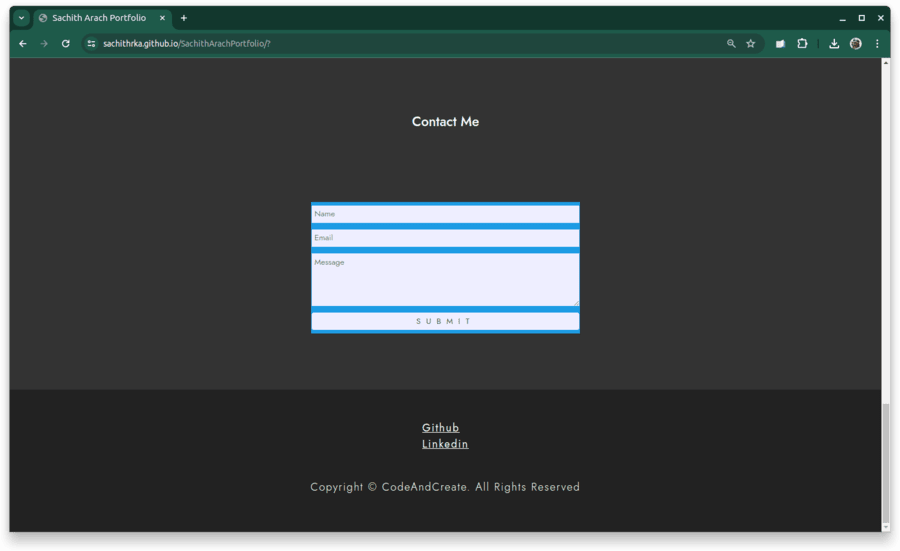 Sachith Arach Portfolio
sachithrka.github.io/SachithArachPortfolio/?
Contact Me
Name
Email
Message
SUBMIT
Github
Linkedin
Copyright © CodeAndCreate. All Rights Reserved